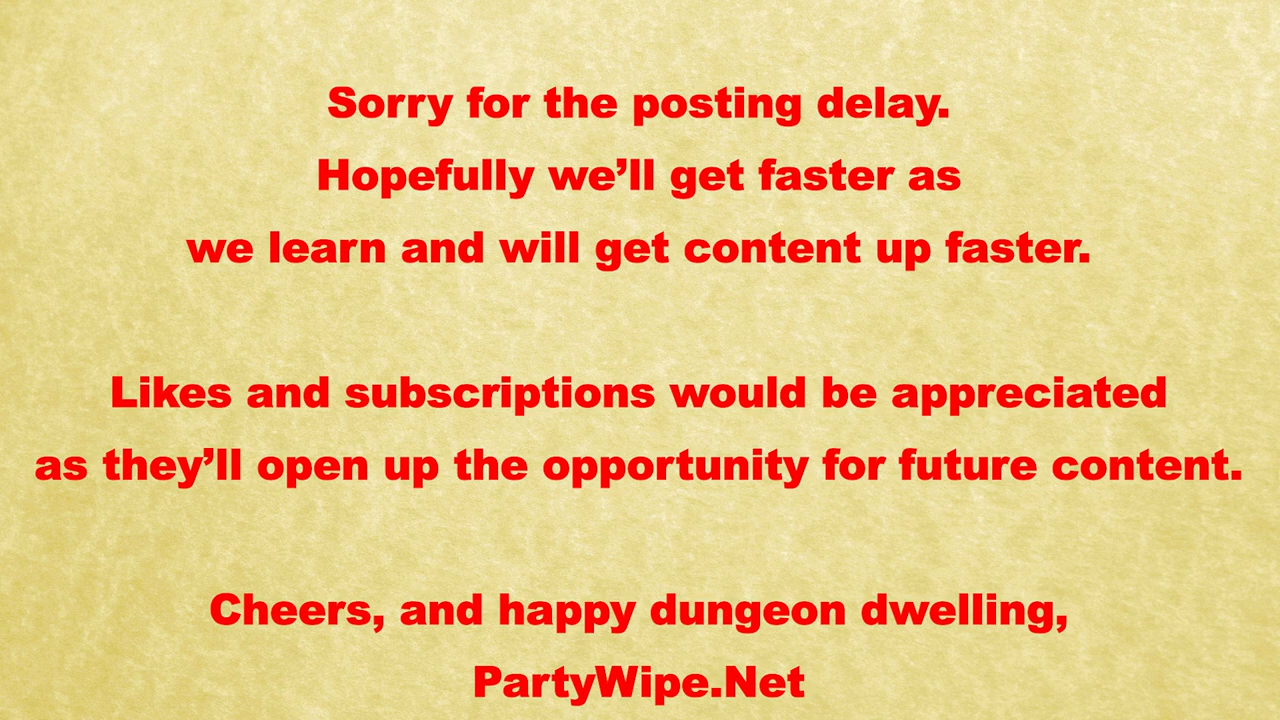 Sorry for the posting delay.
Hopefully we’ll get faster as
we learn and will get content up faster.
Likes and subscriptions would be appreciated
as they’ll open up the opportunity for future content.
Cheers, and happy dungeon dwelling,
PartyWipe.Net